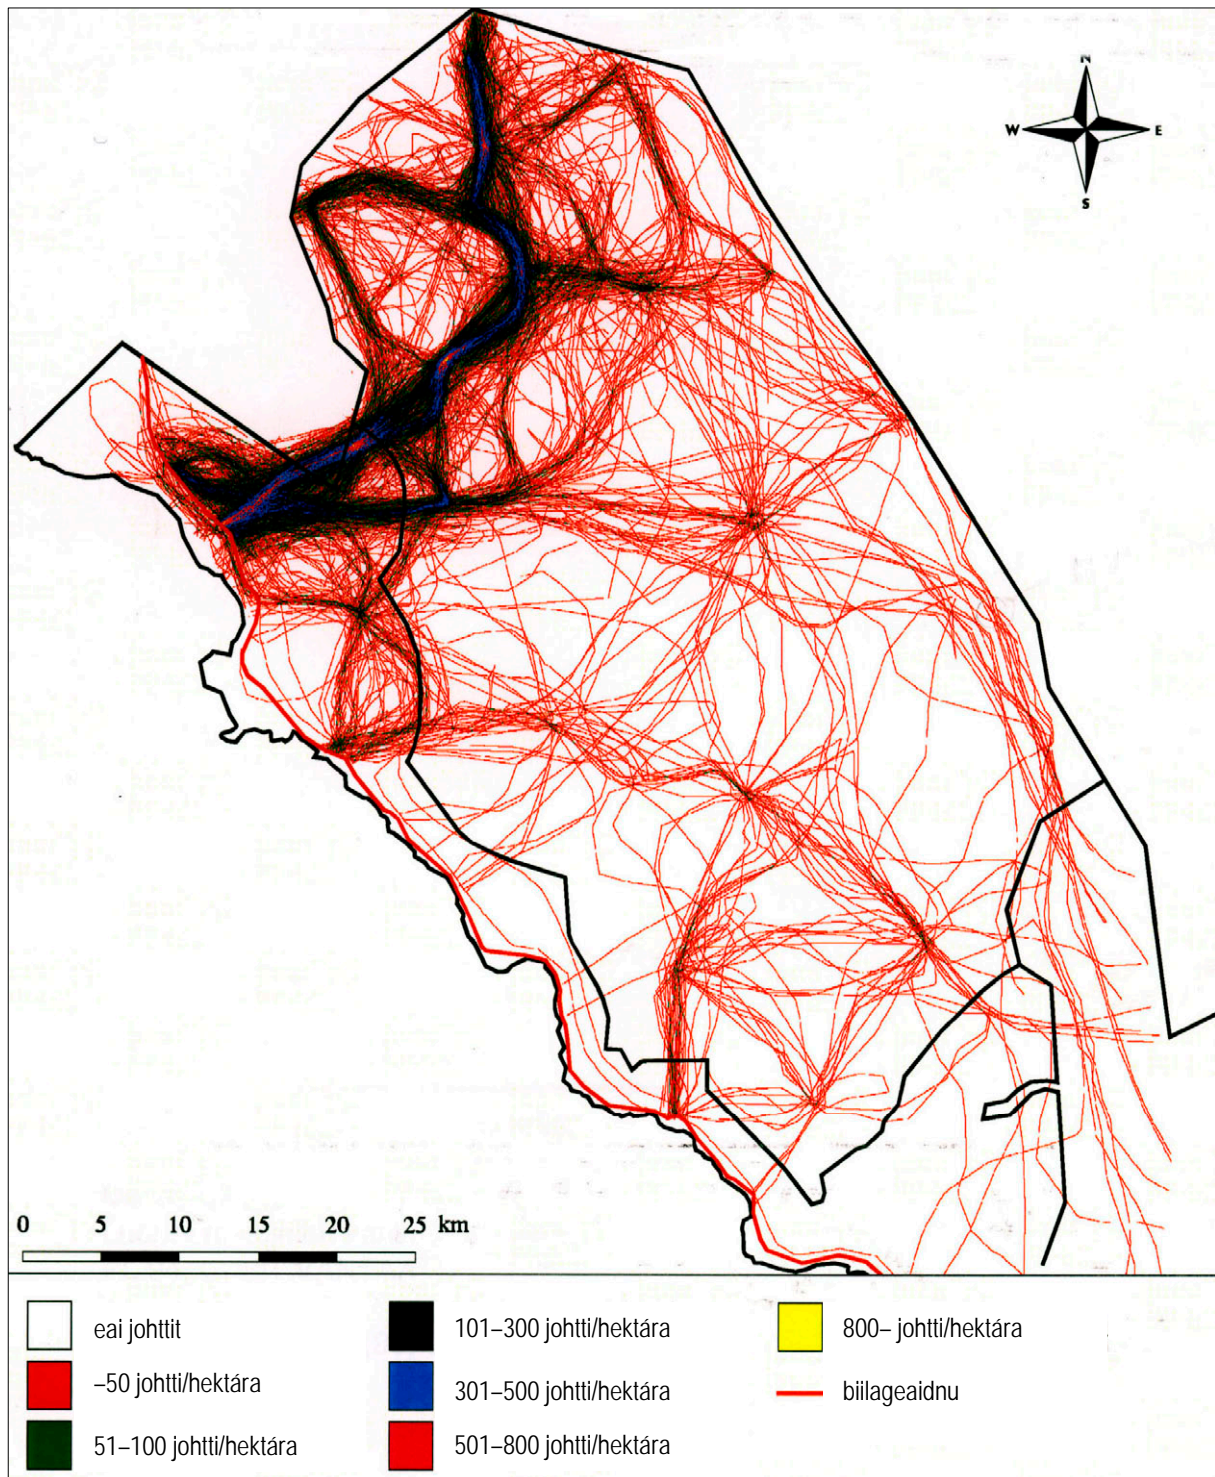 N
W E
S
0 5 10 15 20 25 km
eai johttit
–50 johtti/hektára
51–100 johtti/hektára
101–300 johtti/hektára
301–500 johtti/hektára
501–800 johtti/hektára
800– johtti/hektára
biilageaidnu